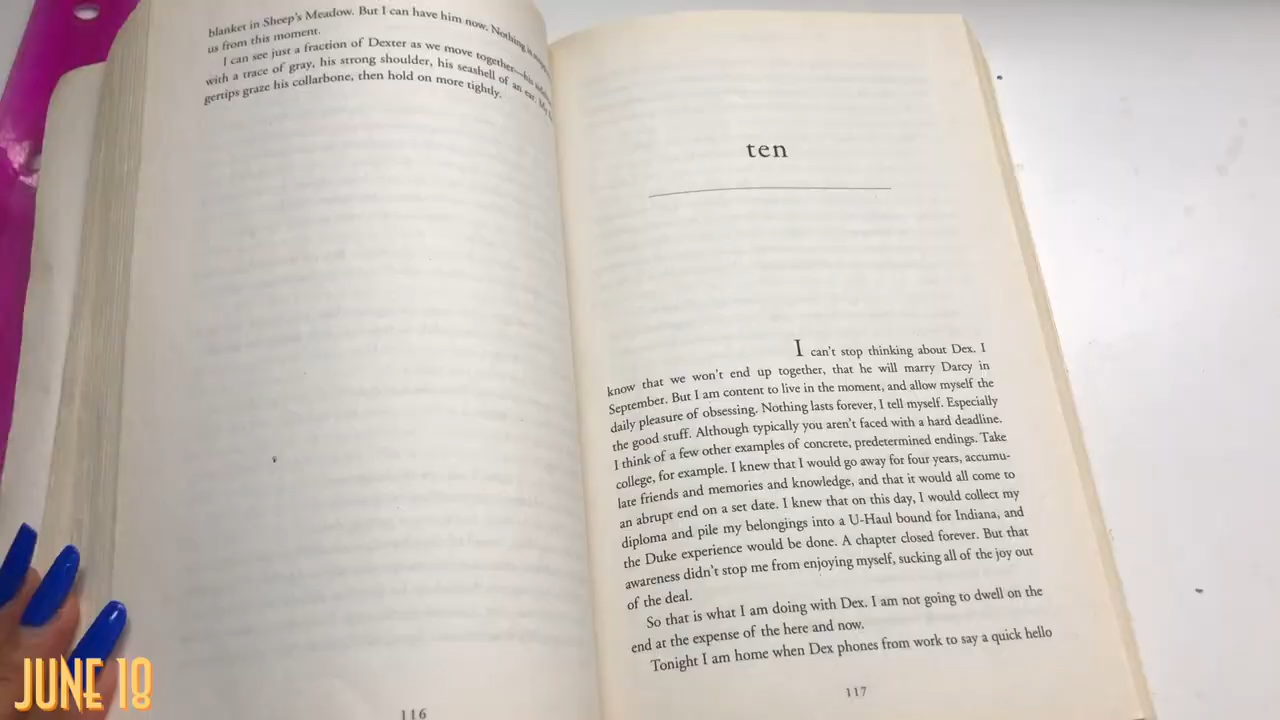 blanket in Sheep's Meadow. But I can have him now. Nothing is
us from this moment.
I can see just a fraction of Dexter as we move together—his
with a trace of gray, his strong shoulder, his seashell of an ear. My
gertips graze his collarbone, then hold on more tightly.
116
ten
I can't stop thinking about Dex. I
know that we won't end up together, that he will marry Darcy in
September. But I am content to live in the moment, and allow myself the
daily pleasure of obsessing. Nothing lasts forever, I tell myself. Especially
the good stuff. Although typically you aren't faced with a hard deadline.
I think of a few other examples of concrete, predetermined endings. Take
college, for example. I knew that I would go away for four years, accumu-
late friends and memories and knowledge, and that it would all come to
an abrupt end on a set date. I knew that on this day, I would collect my
diploma and pile my belongings into a U-Haul bound for Indiana, and
the Duke experience would be done. A chapter closed forever. But that
awareness didn't stop me from enjoying myself, sucking all of the joy out
of the deal.
So that is what I am doing with Dex. I am not going to dwell on the
end at the expense of the here and now.
Tonight I am home when Dex phones from work to say a quick hello
117
JUNE 18